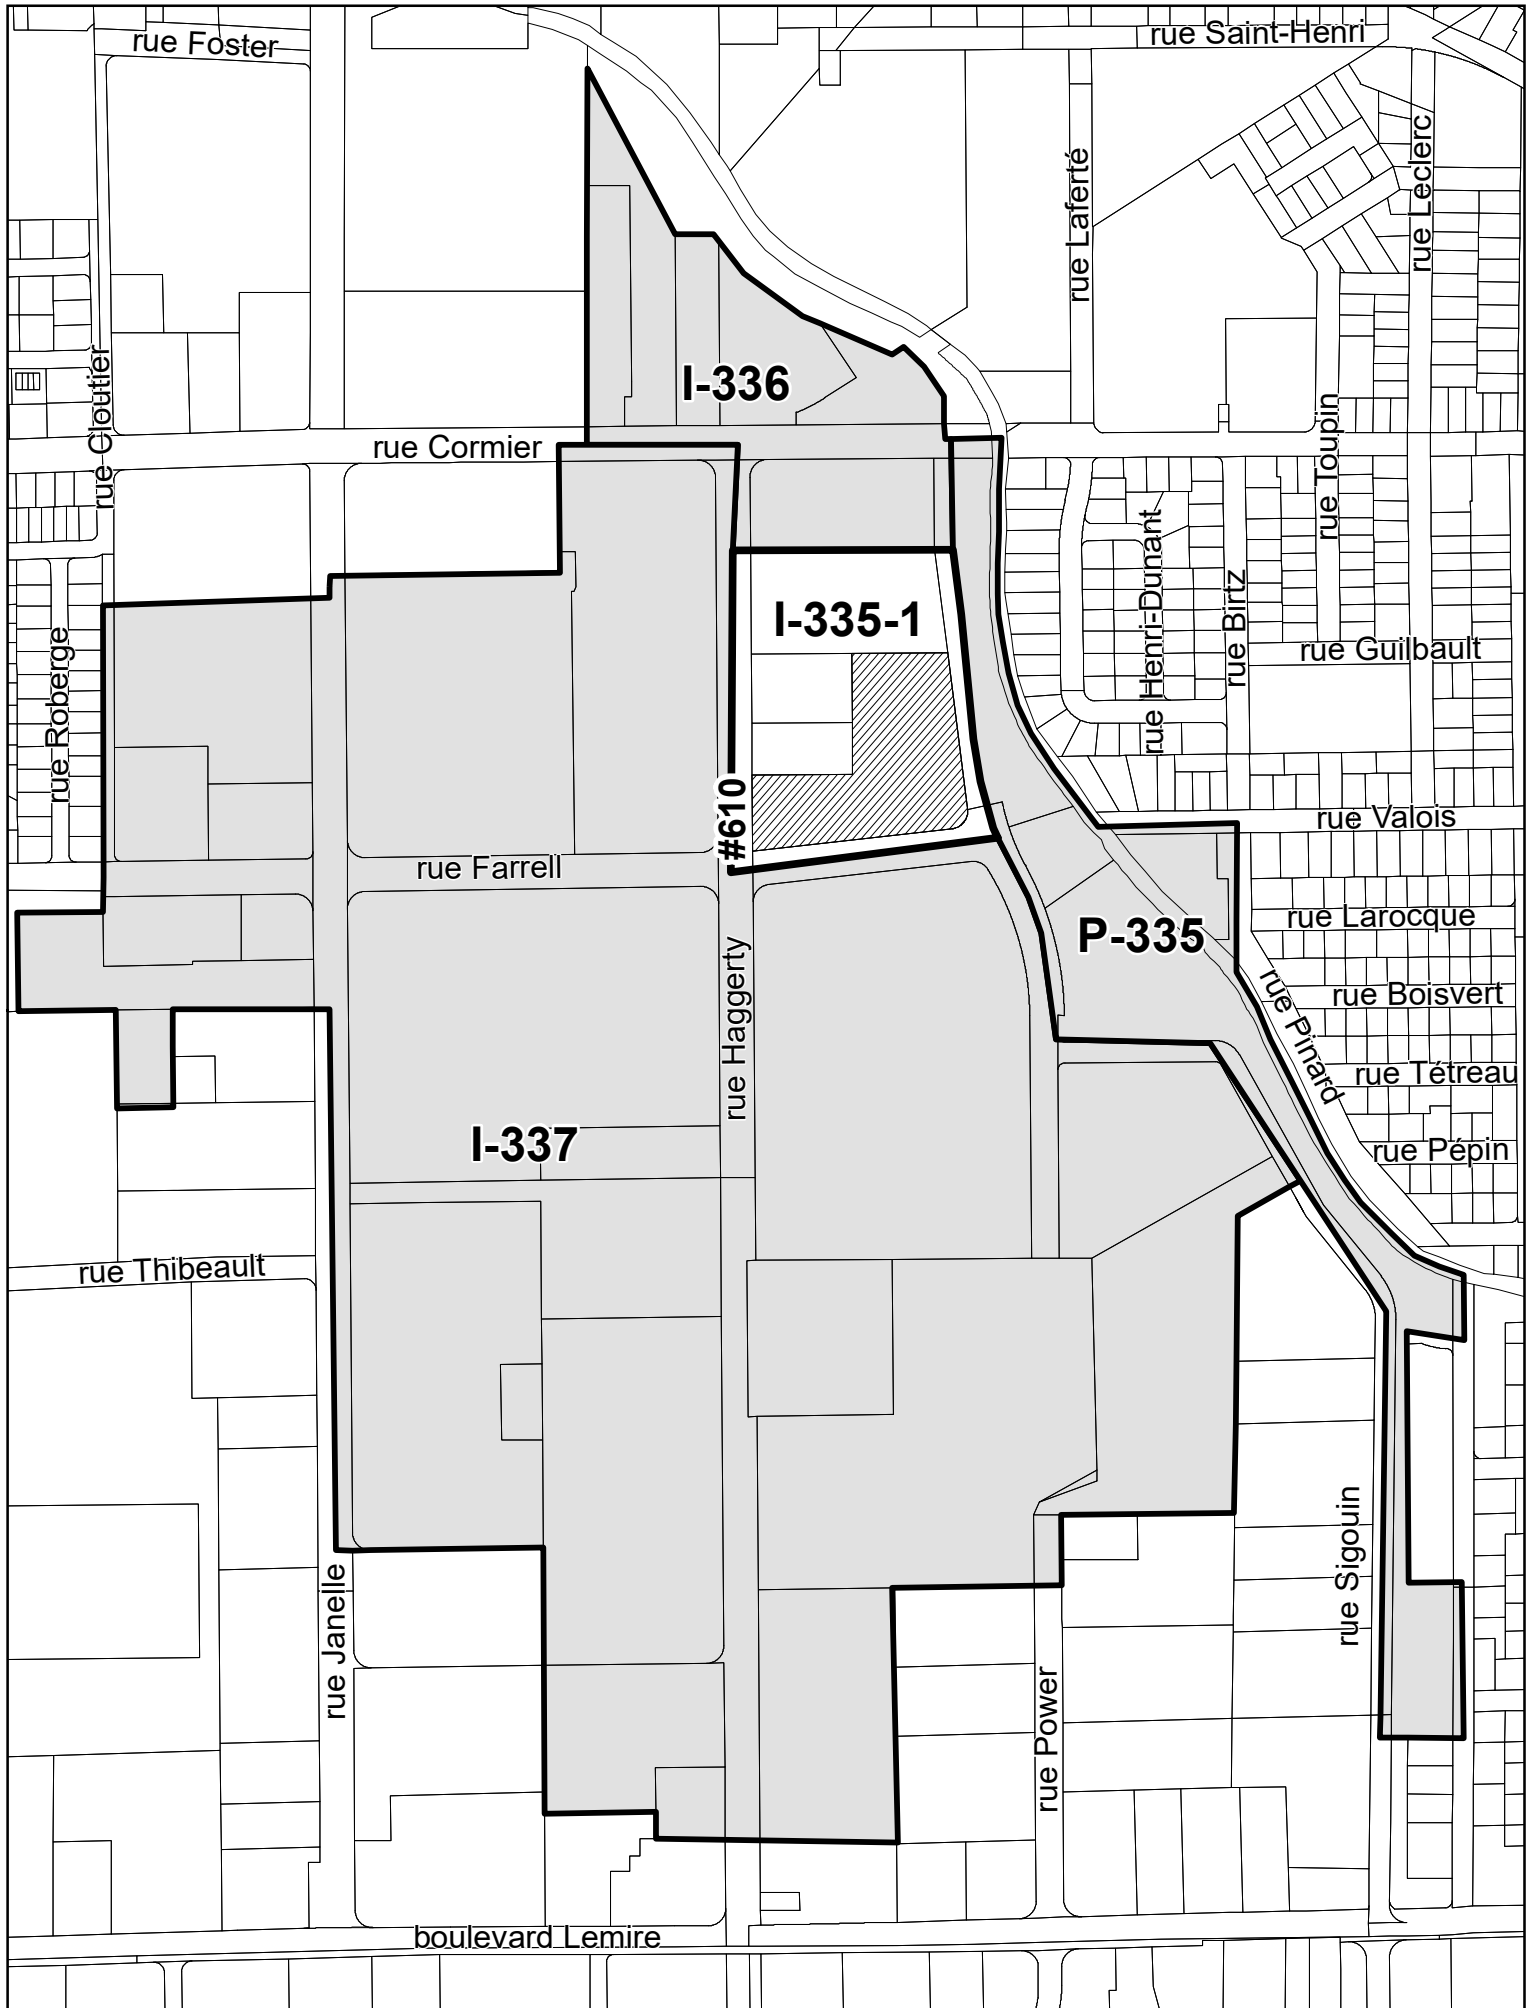 rue Foster
rue Saint-Henri
rue Leclerc
rue Laferté
rue Cloutier
I-336
rue Toupin
rue Cormier
rue Henri-Dunant
rue Birtz
I-335-1
rue Guilbault
rue Roberge
#610
rue Valois
rue Farrell
rue Larocque
P-335
rue Haggerty
rue Boisvert
rue Pinard
rue Tétreau
I-337
rue Pépin
rue Thibeault
rue Sigouin
rue Janelle
rue Power
boulevard Lemire